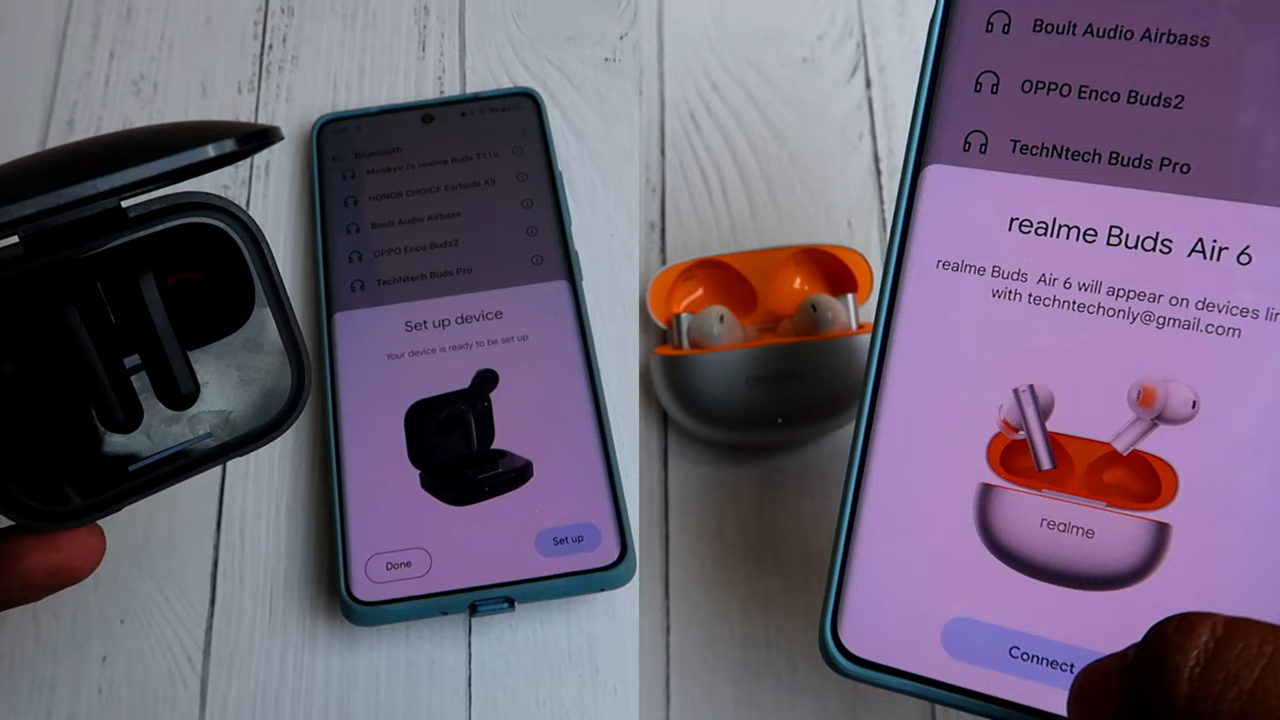 Bluetooth
MvickyVJ's realme Buds T110
HONOR CHOICE Earbuds X5
Boult Audio Airbass
OPPO Enco Buds2
TechNtech Buds Pro
Set up device
Your device is ready to be set up
Done
Set up
Boult Audio Airbass
OPPO Enco Buds2
TechNtech Buds Pro
realme Buds Air 6
realme Buds Air 6 will appear on devices lin
with techntechonly@gmail.com
realme
Connect